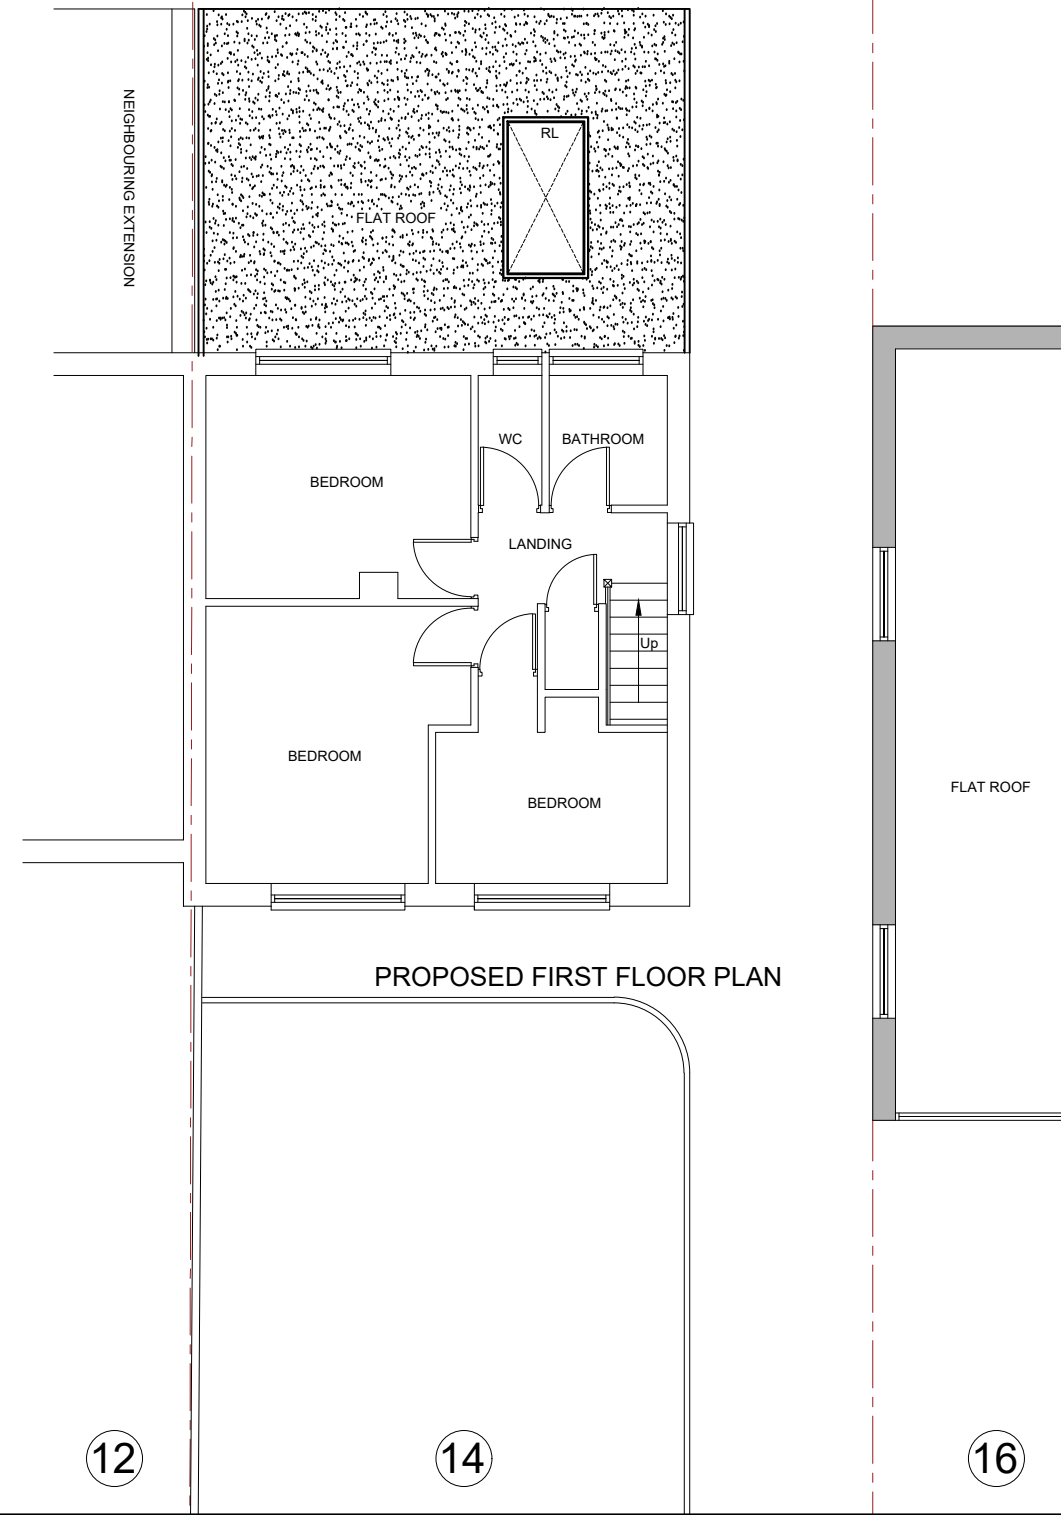 NEIGHBOURING EXTENSION
RL
FLAT ROOF
WC
BATHROOM
BEDROOM
LANDING
Up
BEDROOM
BEDROOM
FLAT ROOF
PROPOSED FIRST FLOOR PLAN
12
14
16